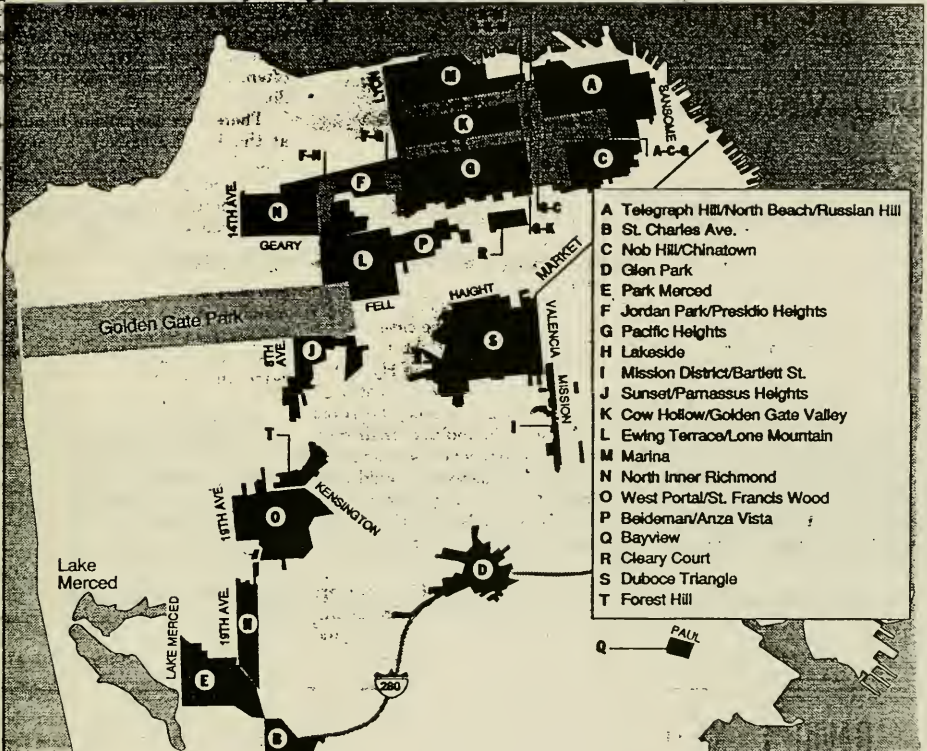 HOLY
M
A
SANSOME
K
F-N
G
C
A-C-G
14TH AVE.
F
N
GEARY
G-C
G-K
R
P
L
MARKET
FELL
HAIGHT
Golden Gate Park
8TH AVE.
J
S
VALENCIA
MISSION
I
T
KENSINGTON
19TH AVE.
O
Lake
Merced
LAKE MERCED
19TH AVE.
D
H
E
280
B
PAUL
Q
A Telegraph Hill/North Beach/Russian Hill
B St. Charles Ave.
C Nob Hill/Chinatown
D Glen Park
E Park Merced
F Jordan Park/Presidio Heights
G Pacific Heights
H Lakeside
I Mission District/Bartlett St.
J Sunset/Parnassus Heights
K Cow Hollow/Golden Gate Valley
L Ewing Terrace/Lone Mountain
M Marina
N North Inner Richmond
O West Portal/St. Francis Wood
P Beideman/Anza Vista
Q Bayview
R Cleary Court
S Duboce Triangle
T Forest Hill